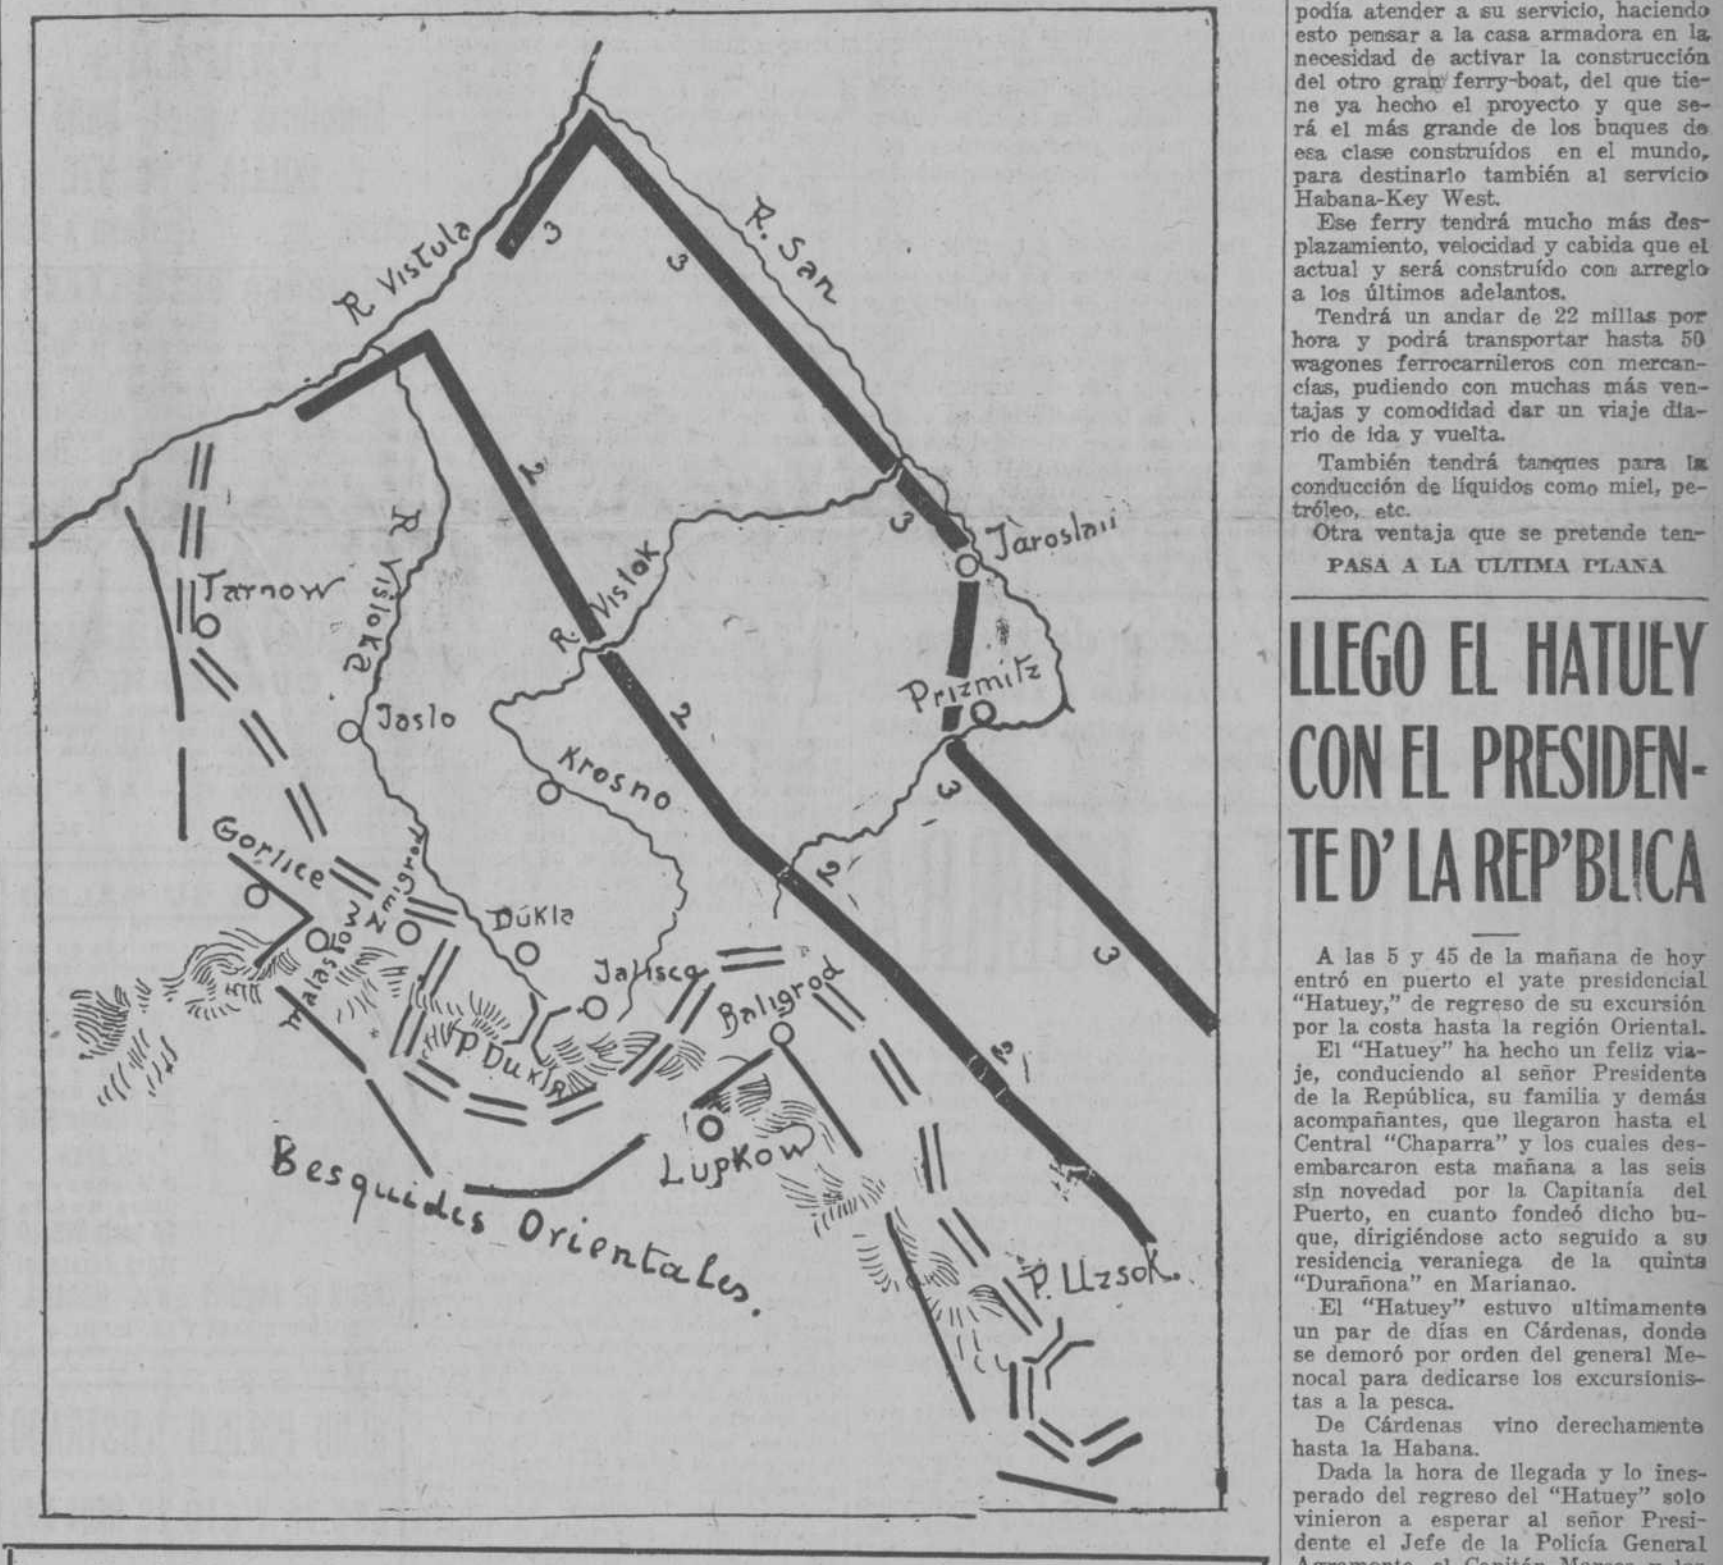 R. Vistula
3
3
R. San
2
R Visloka
3
Jaroslaii
Tarnow
R. Vistok
Prizmitz
Jaslo
2
Krosno
3
Gorlice
Zmigrod
2
Malastow
Dúkla
Jalisca
Baligrod
3
P. Dukla
2
Lupkow
Besquides Orientales.
P. Uzsok.
podía atender a su servicio, haciendo
esto pensar a la casa armadora en la
necesidad de activar la construcción
del otro gran ferry-boat, del que tie-
ne ya hecho el proyecto y que se-
rá el más grande de los buques de
esa clase construídos en el mundo,
para destinarlo también al servicio
Habana-Key West.
Ese ferry tendrá mucho más des-
plazamiento, velocidad y cabida que el
actual y será construído con arreglo
a los últimos adelantos.
Tendrá un andar de 22 millas por
hora y podrá transportar hasta 50
wagones ferrocarrileros con mercan-
cías, pudiendo con muchas más ven-
tajas y comodidad dar un viaje dia-
rio de ida y vuelta.
También tendrá tanques para la
conducción de líquidos como miel, pe-
tróleo, etc.
Otra ventaja que se pretende ten-
PASA A LA ULTIMA PLANA
LLEGO EL HATUEY
CON EL PRESIDEN-
TE D' LA REP'BLICA
A las 5 y 45 de la mañana de hoy
entró en puerto el yate presidencial
"Hatuey," de regreso de su excursión
por la costa hasta la región Oriental.
El "Hatuey" ha hecho un feliz via-
je, conduciendo al señor Presidente
de la República, su familia y demás
acompañantes, que llegaron hasta el
Central "Chaparra" y los cuales des-
embarcaron esta mañana a las seis
sin novedad por la Capitanía del
Puerto, en cuanto fondeó dicho bu-
que, dirigiéndose acto seguido a su
residencia veraniega de la quinta
"Durañona" en Marianao.
El "Hatuey" estuvo ultimamente
un par de días en Cárdenas, donde
se demoró por orden del general Me-
nocal para dedicarse los excursionis-
tas a la pesca.
De Cárdenas vino derechamente
hasta la Habana.
Dada la hora de llegada y lo ines-
perado del regreso del "Hatuey" solo
vinieron a esperar al señor Presi-
dente el Jefe de la Policía General